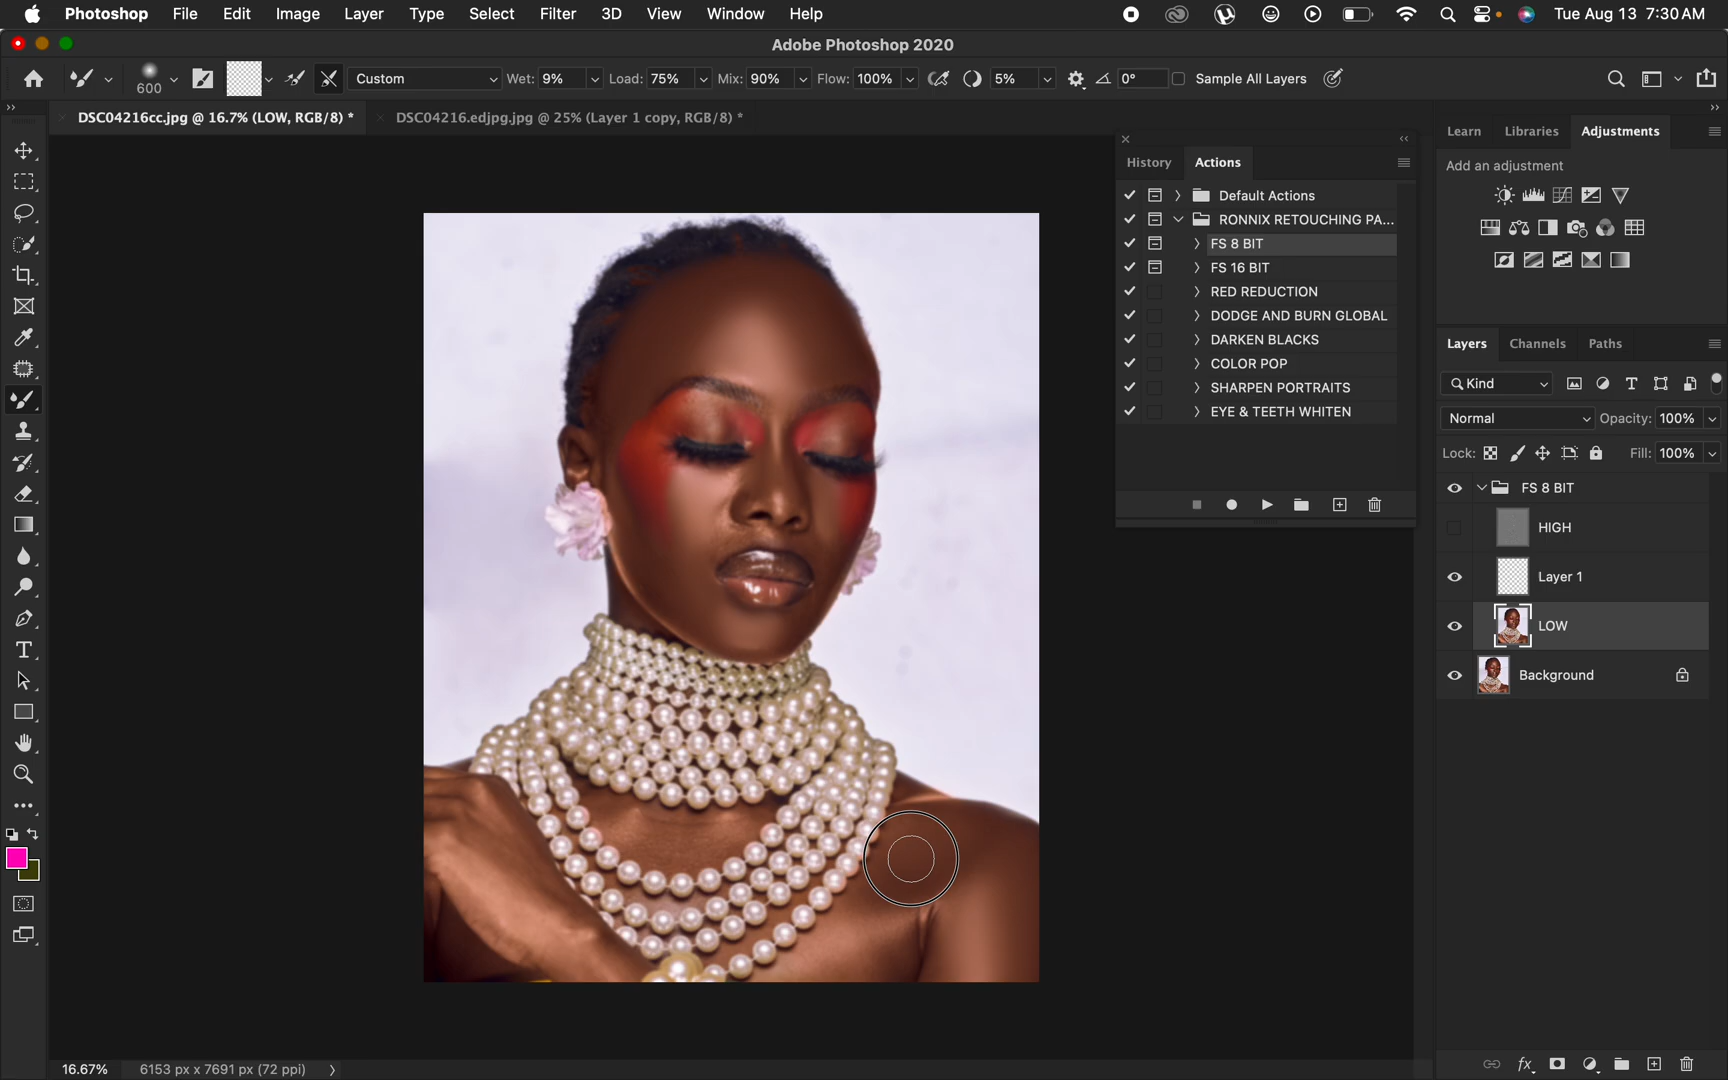 Photoshop File Edit Image Layer Type Select Filter 3D View Window Help Tue Aug 13 7:30 AM
Adobe Photoshop 2020
600 Custom Wet: 9% Load: 75% Mix: 90% Flow: 100% 5% 0° Sample All Layers
DSC04216cc.jpg @ 16.7% (LOW, RGB/8) * DSC04216.edjpg.jpg @ 25% (Layer 1 copy, RGB/8) *
History Actions
Default Actions
RONNIX RETOUCHING PA...
FS 8 BIT
FS 16 BIT
RED REDUCTION
DODGE AND BURN GLOBAL
DARKEN BLACKS
COLOR POP
SHARPEN PORTRAITS
EYE & TEETH WHITEN
Learn Libraries Adjustments
Add an adjustment
Layers Channels Paths
Kind
Normal Opacity: 100%
Lock: Fill: 100%
FS 8 BIT
HIGH
Layer 1
LOW
Background
fx
16.67% 6153 px x 7691 px (72 ppi)